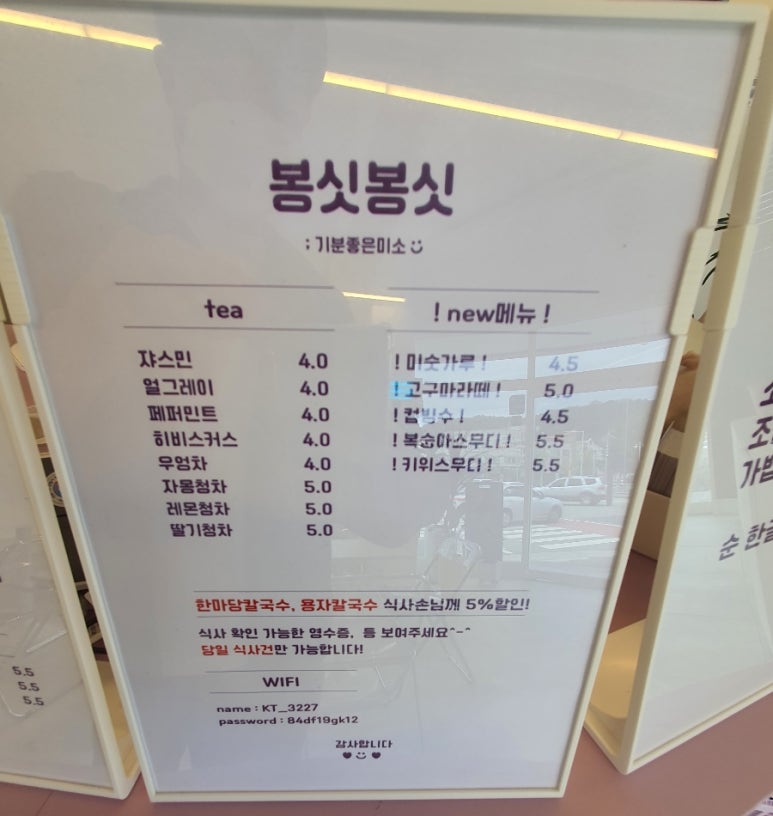 봉싯봉싯
; 기분좋은미소
tea
쟈스민 4.0
얼그레이 4.0
페퍼민트 4.0
히비스커스 4.0
우엉차 4.0
자몽청차 5.0
레몬청차 5.0
딸기청차 5.0
! new메뉴 !
! 미숫가루 ! 4.5
! 고구마라떼 ! 5.0
! 컵빙수 ! 4.5
! 복숭아스무디 ! 5.5
! 키위스무디 ! 5.5
한마당칼국수, 용자칼국수 식사손님께 5%할인!
식사 확인 가능한 영수증, 등 보여주세요^-^
당일 식사건만 가능합니다!
WIFI
name : KT_3227
password : 84df19gk12
감사합니다
5.5
5.5
5.5
순